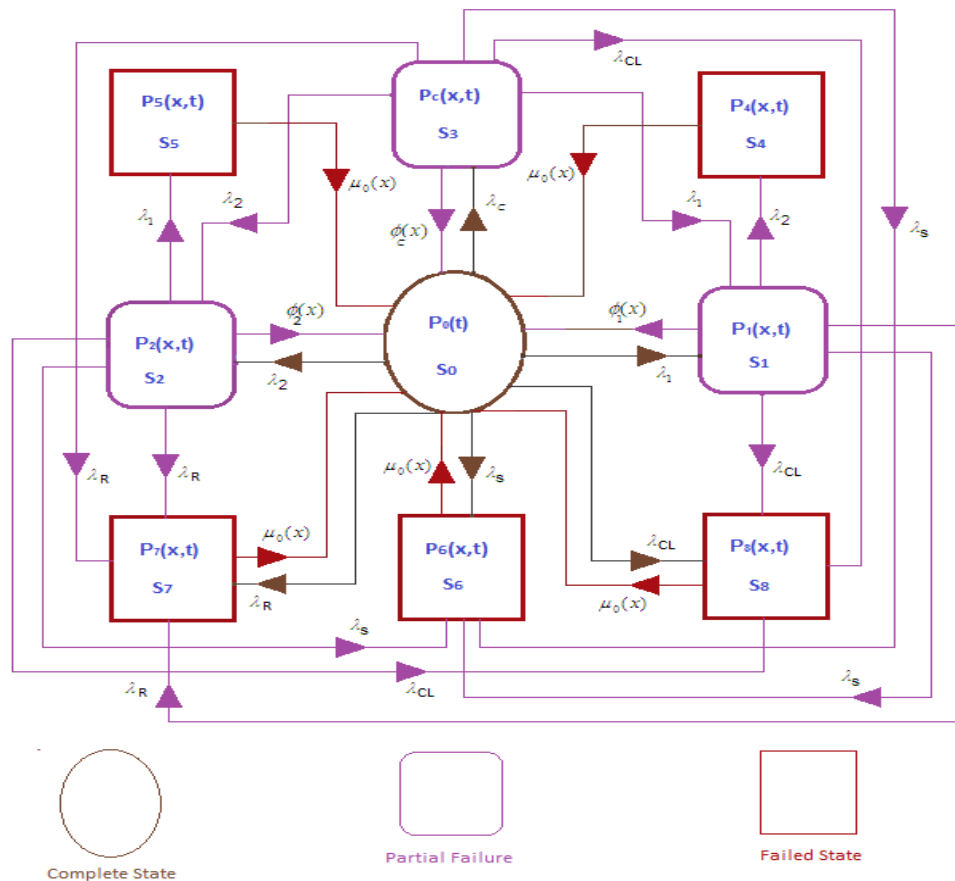 λCL
P5(x,t)
S5
Pc(x,t)
S3
P4(x,t)
S4
μ0(x)
μ0(x)
λ1
λ2
λC
ϕC(x)
λ1
λ2
λS
P2(x,t)
S2
ϕ2(x)
λ2
P0(t)
S0
ϕ1(x)
λ1
P1(x,t)
S1
λR
λR
μ0(x)
λS
λCL
P7(x,t)
S7
μ0(x)
λR
P6(x,t)
S6
λCL
μ0(x)
P8(x,t)
S8
λS
λR
λCL
λS
Complete State
Partial Failure
Failed State